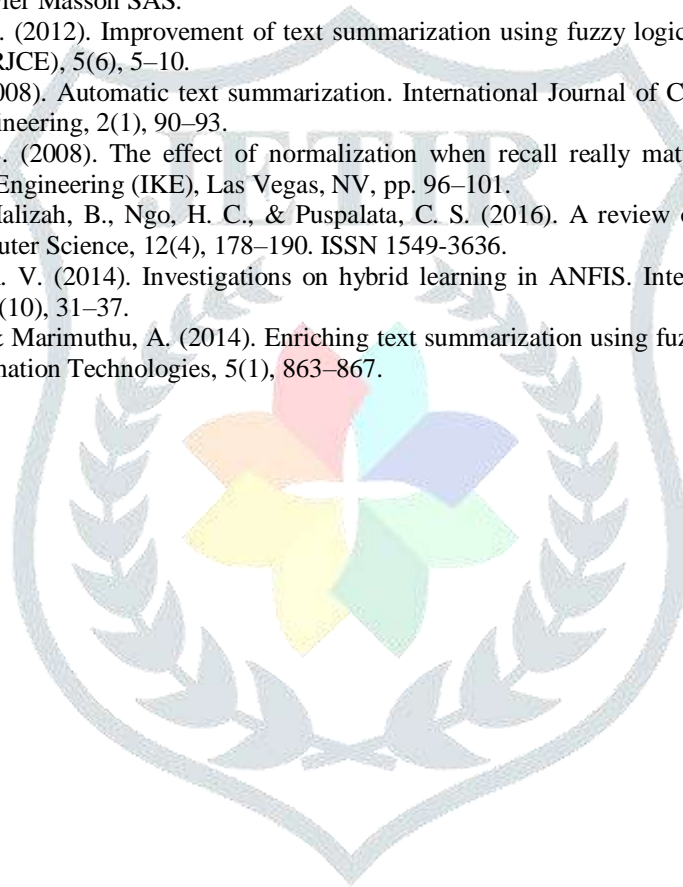 vier Masson SAS.
. (2012). Improvement of text summarization using fuzzy logic
RJCE), 5(6), 5–10.
008). Automatic text summarization. International Journal of C
ineering, 2(1), 90–93.
. (2008). The effect of normalization when recall really mat
Engineering (IKE), Las Vegas, NV, pp. 96–101.
Halizah, B., Ngo, H. C., & Puspalata, C. S. (2016). A review
uter Science, 12(4), 178–190. ISSN 1549-3636.
. V. (2014). Investigations on hybrid learning in ANFIS. Inte
(10), 31–37.
& Marimuthu, A. (2014). Enriching text summarization using fuz
mation Technologies, 5(1), 863–867.
JETIR